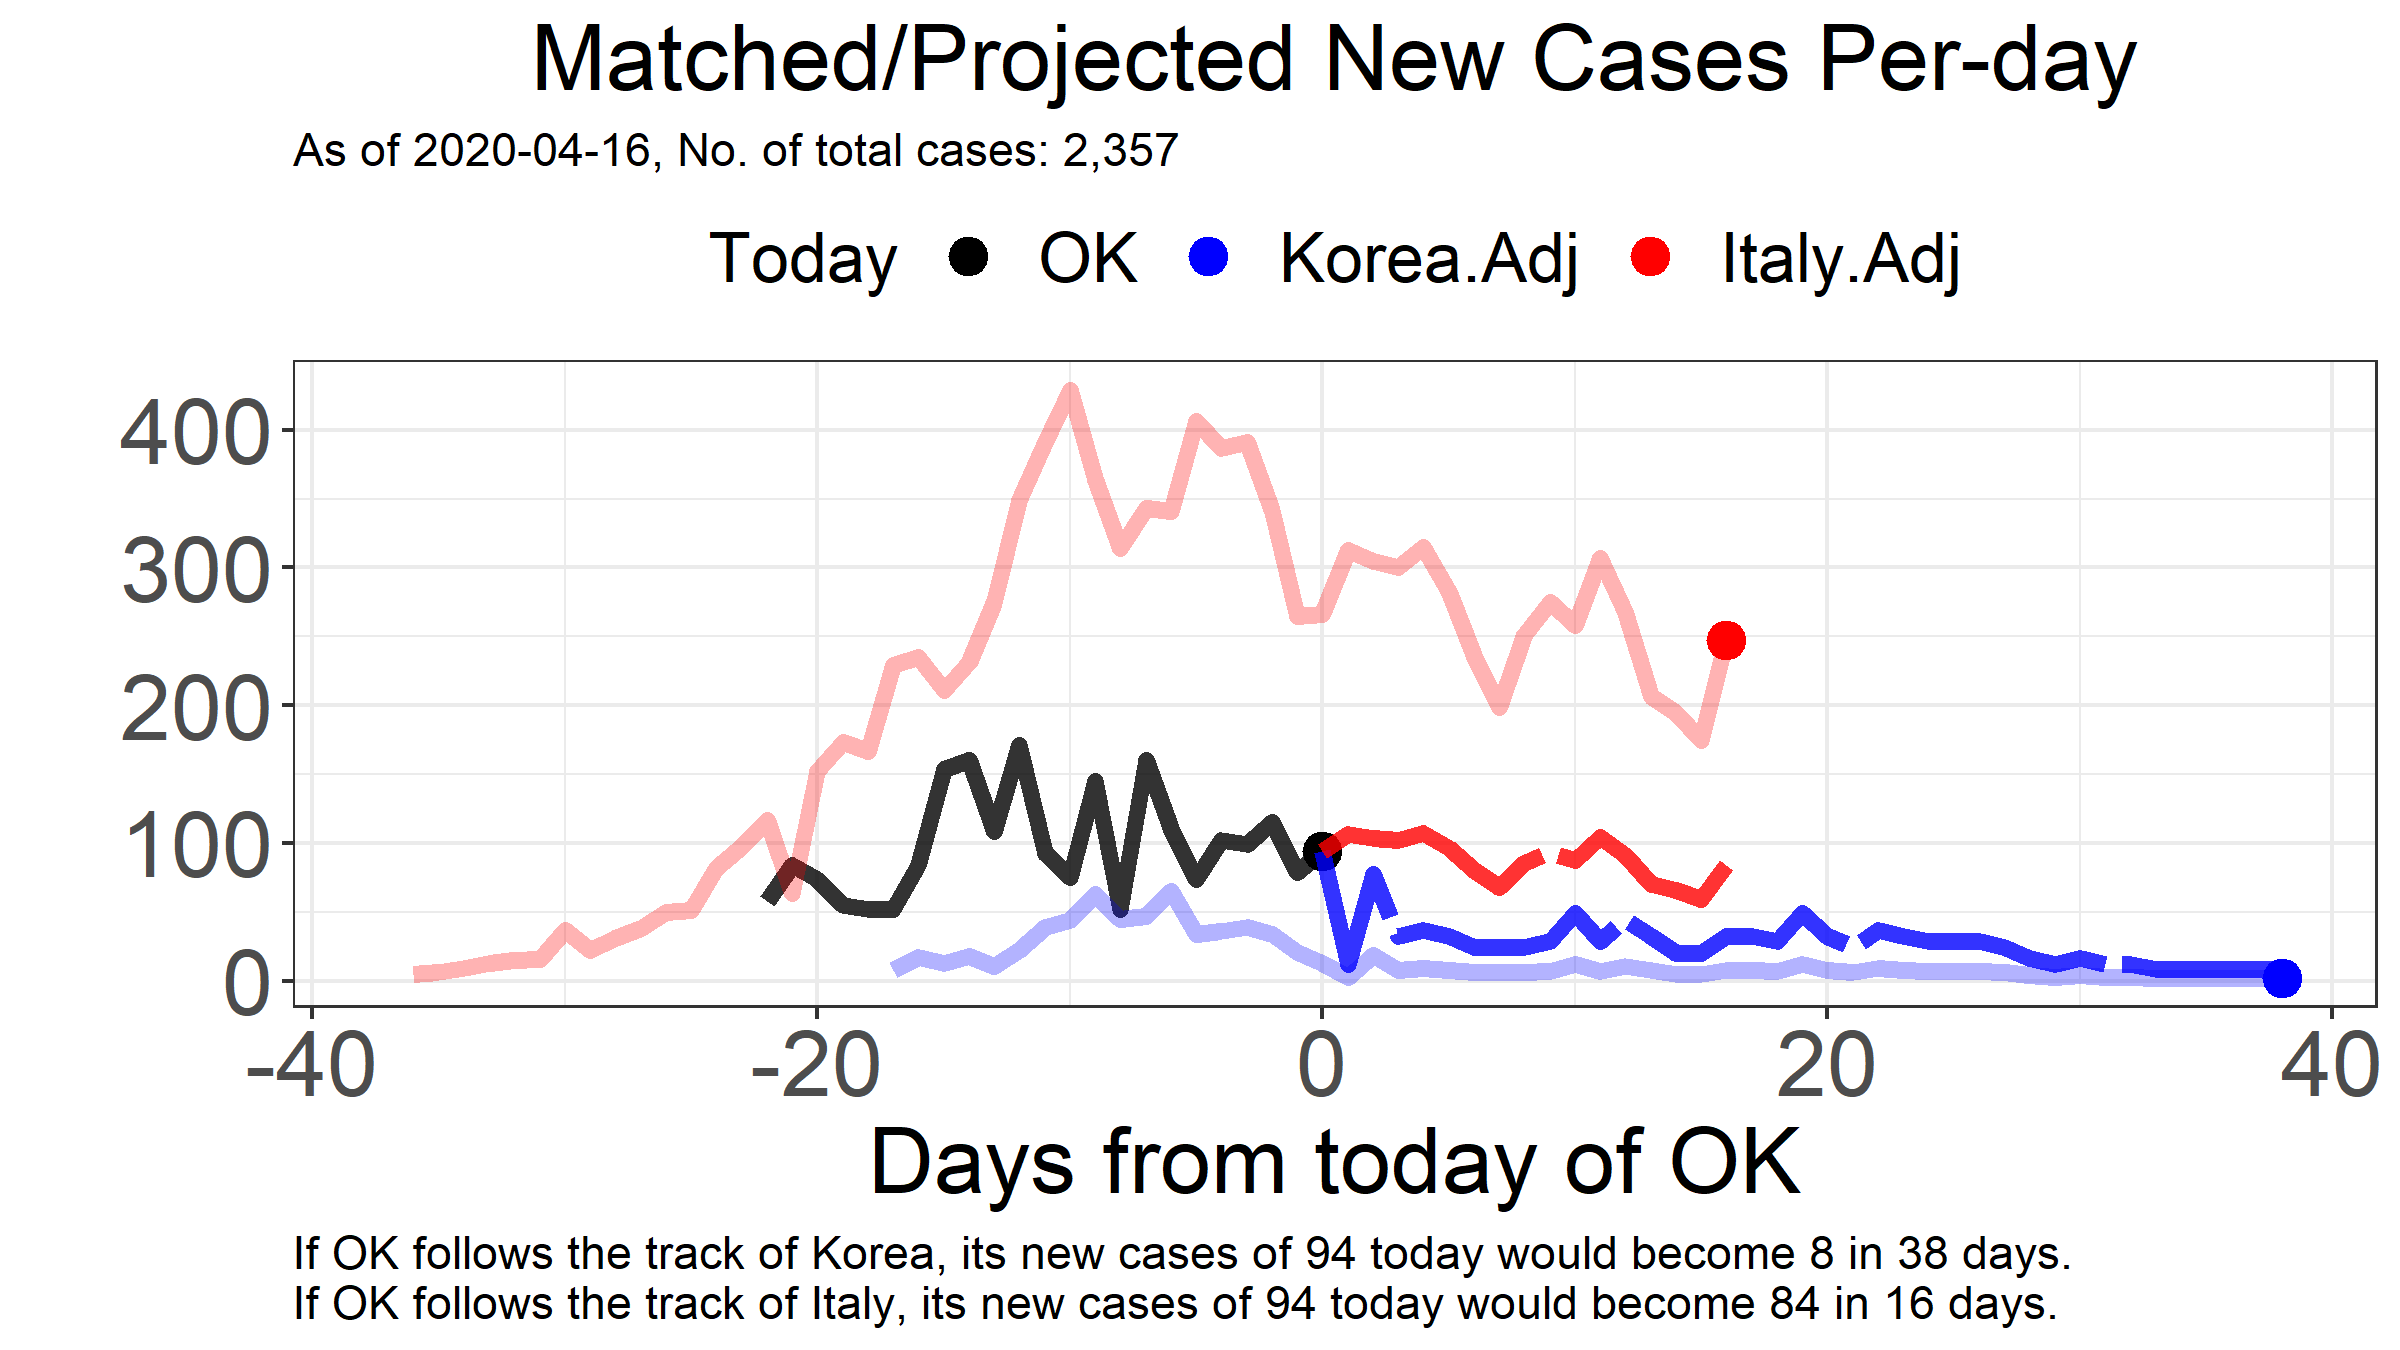 Matched/Projected New Cases Per-day
As of 2020-04-16, No. of total cases: 2,357
Today OK Korea.Adj Italy.Adj
400
300
200
100
0
-40 -20 0 20 40
Days from today of OK
If OK follows the track of Korea, its new cases of 94 today would become 8 in 38 days.
If OK follows the track of Italy, its new cases of 94 today would become 84 in 16 days.